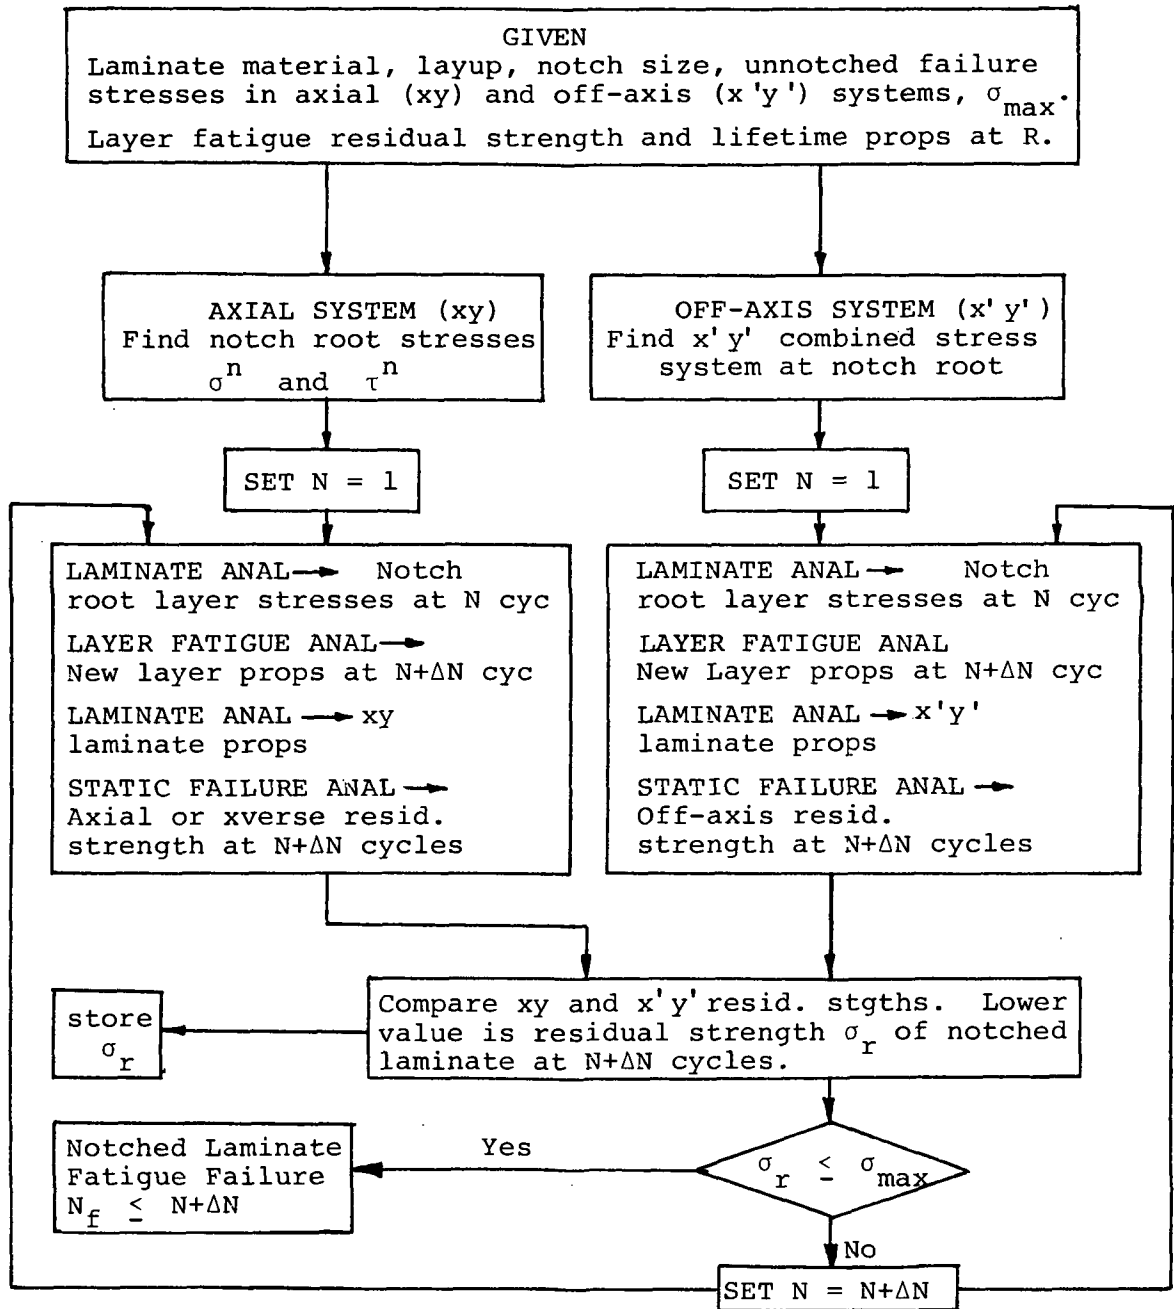 GIVEN
Laminate material, layup, notch size, unnotched failure
stresses in axial (xy) and off-axis (x'y') systems, σmax.
Layer fatigue residual strength and lifetime props at R.
AXIAL SYSTEM (xy)
Find notch root stresses
σⁿ and τⁿ
OFF-AXIS SYSTEM (x'y')
Find x'y' combined stress
system at notch root
SET N = 1
SET N = 1
LAMINATE ANAL→ Notch
root layer stresses at N cyc
LAYER FATIGUE ANAL→
New layer props at N+ΔN cyc
LAMINATE ANAL → xy
laminate props
STATIC FAILURE ANAL →
Axial or xverse resid.
strength at N+ΔN cycles
LAMINATE ANAL→ Notch
root layer stresses at N cyc
LAYER FATIGUE ANAL
New Layer props at N+ΔN cyc
LAMINATE ANAL → x'y'
laminate props
STATIC FAILURE ANAL →
Off-axis resid.
strength at N+ΔN cycles
Compare xy and x'y' resid. stgths. Lower
value is residual strength σr of notched
laminate at N+ΔN cycles.
store
σr
σr ≤ σmax
Yes
Notched Laminate
Fatigue Failure
Nf ≤ N+ΔN
No
SET N = N+ΔN